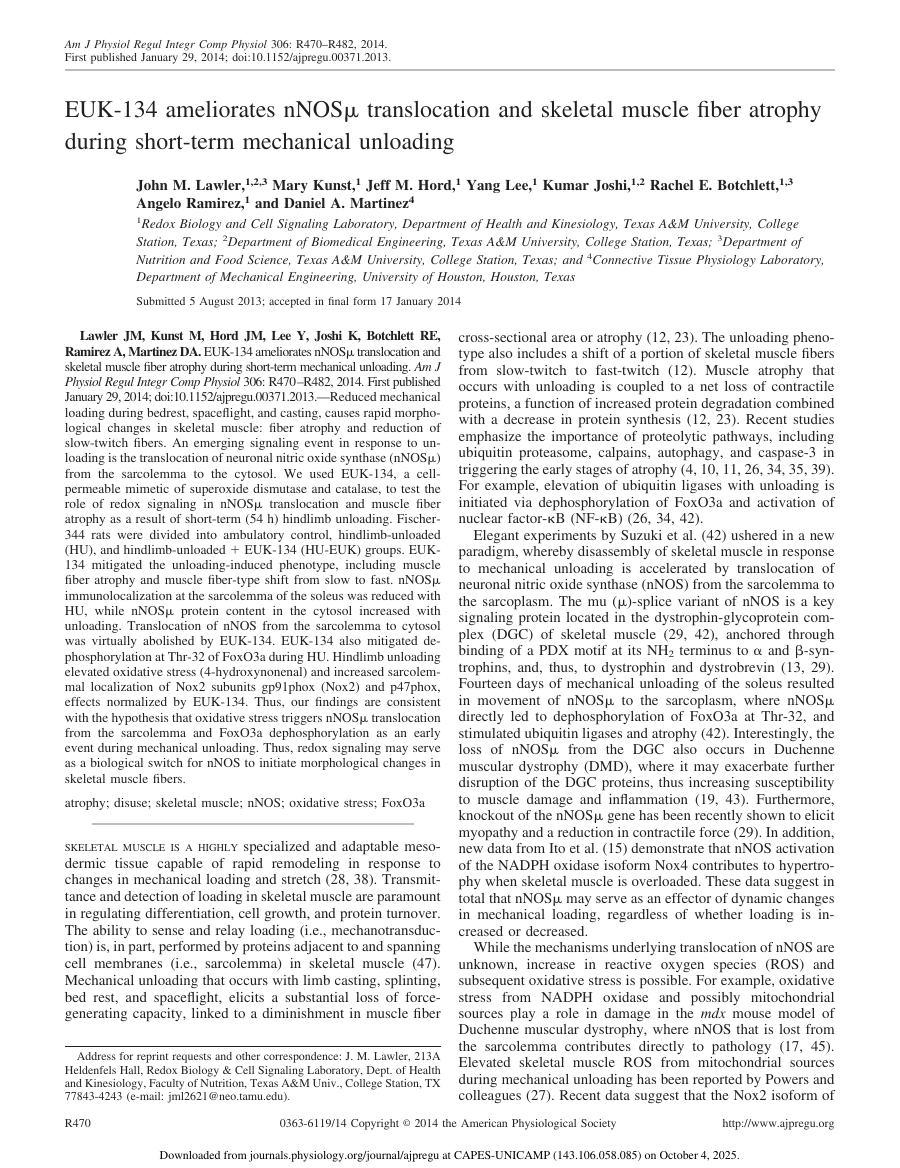 Am J Physiol Regul Integr Comp Physiol 306: R470–R482, 2014.
First published January 29, 2014; doi:10.1152/ajpregu.00371.2013.
EUK-134 ameliorates nNOSμ translocation and skeletal muscle fiber atrophy
during short-term mechanical unloading
John M. Lawler,1,2,3 Mary Kunst,1 Jeff M. Hord,1 Yang Lee,1 Kumar Joshi,1,2 Rachel E. Botchlett,1,3
Angelo Ramirez,1 and Daniel A. Martinez4
1Redox Biology and Cell Signaling Laboratory, Department of Health and Kinesiology, Texas A&M University, College
Station, Texas; 2Department of Biomedical Engineering, Texas A&M University, College Station, Texas; 3Department of
Nutrition and Food Science, Texas A&M University, College Station, Texas; and 4Connective Tissue Physiology Laboratory,
Department of Mechanical Engineering, University of Houston, Houston, Texas
Submitted 5 August 2013; accepted in final form 17 January 2014
Lawler JM, Kunst M, Hord JM, Lee Y, Joshi K, Botchlett RE,
Ramirez A, Martinez DA. EUK-134 ameliorates nNOSμ translocation and
skeletal muscle fiber atrophy during short-term mechanical unloading. Am J
Physiol Regul Integr Comp Physiol 306: R470–R482, 2014. First published
January 29, 2014; doi:10.1152/ajpregu.00371.2013.—Reduced mechanical
loading during bedrest, spaceflight, and casting, causes rapid morpho-
logical changes in skeletal muscle: fiber atrophy and reduction of
slow-twitch fibers. An emerging signaling event in response to un-
loading is the translocation of neuronal nitric oxide synthase (nNOSμ)
from the sarcolemma to the cytosol. We used EUK-134, a cell-
permeable mimetic of superoxide dismutase and catalase, to test the
role of redox signaling in nNOSμ translocation and muscle fiber
atrophy as a result of short-term (54 h) hindlimb unloading. Fischer-
344 rats were divided into ambulatory control, hindlimb-unloaded
(HU), and hindlimb-unloaded + EUK-134 (HU-EUK) groups. EUK-
134 mitigated the unloading-induced phenotype, including muscle
fiber atrophy and muscle fiber-type shift from slow to fast. nNOSμ
immunolocalization at the sarcolemma of the soleus was reduced with
HU, while nNOSμ protein content in the cytosol increased with
unloading. Translocation of nNOS from the sarcolemma to cytosol
was virtually abolished by EUK-134. EUK-134 also mitigated de-
phosphorylation at Thr-32 of FoxO3a during HU. Hindlimb unloading
elevated oxidative stress (4-hydroxynonenal) and increased sarcolem-
mal localization of Nox2 subunits gp91phox (Nox2) and p47phox,
effects normalized by EUK-134. Thus, our findings are consistent
with the hypothesis that oxidative stress triggers nNOSμ translocation
from the sarcolemma and FoxO3a dephosphorylation as an early
event during mechanical unloading. Thus, redox signaling may serve
as a biological switch for nNOS to initiate morphological changes in
skeletal muscle fibers.
atrophy; disuse; skeletal muscle; nNOS; oxidative stress; FoxO3a
SKELETAL MUSCLE IS A HIGHLY specialized and adaptable meso-
dermic tissue capable of rapid remodeling in response to
changes in mechanical loading and stretch (28, 38). Transmit-
tance and detection of loading in skeletal muscle are paramount
in regulating differentiation, cell growth, and protein turnover.
The ability to sense and relay loading (i.e., mechanotransduc-
tion) is, in part, performed by proteins adjacent to and spanning
cell membranes (i.e., sarcolemma) in skeletal muscle (47).
Mechanical unloading that occurs with limb casting, splinting,
bed rest, and spaceflight, elicits a substantial loss of force-
generating capacity, linked to a diminishment in muscle fiber
Address for reprint requests and other correspondence: J. M. Lawler, 213A
Heldenfels Hall, Redox Biology & Cell Signaling Laboratory, Dept. of Health
and Kinesiology, Faculty of Nutrition, Texas A&M Univ., College Station, TX
77843-4243 (e-mail: jml2621@neo.tamu.edu).
cross-sectional area or atrophy (12, 23). The unloading pheno-
type also includes a shift of a portion of skeletal muscle fibers
from slow-twitch to fast-twitch (12). Muscle atrophy that
occurs with unloading is coupled to a net loss of contractile
proteins, a function of increased protein degradation combined
with a decrease in protein synthesis (12, 23). Recent studies
emphasize the importance of proteolytic pathways, including
ubiquitin proteasome, calpains, autophagy, and caspase-3 in
triggering the early stages of atrophy (4, 10, 11, 26, 34, 35, 39).
For example, elevation of ubiquitin ligases with unloading is
initiated via dephosphorylation of FoxO3a and activation of
nuclear factor-κB (NF-κB) (26, 34, 42).
Elegant experiments by Suzuki et al. (42) ushered in a new
paradigm, whereby disassembly of skeletal muscle in response
to mechanical unloading is accelerated by translocation of
neuronal nitric oxide synthase (nNOS) from the sarcolemma to
the sarcoplasm. The mu (μ)-splice variant of nNOS is a key
signaling protein located in the dystrophin-glycoprotein com-
plex (DGC) of skeletal muscle (29, 42), anchored through
binding of a PDX motif at its NH2 terminus to α and β-syn-
trophins, and, thus, to dystrophin and dystrobrevin (13, 29).
Fourteen days of mechanical unloading of the soleus resulted
in movement of nNOSμ to the sarcoplasm, where nNOSμ
directly led to dephosphorylation of FoxO3a at Thr-32, and
stimulated ubiquitin ligases and atrophy (42). Interestingly, the
loss of nNOSμ from the DGC also occurs in Duchenne
muscular dystrophy (DMD), where it may exacerbate further
disruption of the DGC proteins, thus increasing susceptibility
to muscle damage and inflammation (19, 43). Furthermore,
knockout of the nNOSμ gene has been recently shown to elicit
myopathy and a reduction in contractile force (29). In addition,
new data from Ito et al. (15) demonstrate that nNOS activation
of the NADPH oxidase isoform Nox4 contributes to hypertro-
phy when skeletal muscle is overloaded. These data suggest in
total that nNOSμ may serve as an effector of dynamic changes
in mechanical loading, regardless of whether loading is in-
creased or decreased.
While the mechanisms underlying translocation of nNOS are
unknown, increase in reactive oxygen species (ROS) and
subsequent oxidative stress is possible. For example, oxidative
stress from NADPH oxidase and possibly mitochondrial
sources play a role in damage in the mdx mouse model of
Duchenne muscular dystrophy, where nNOS that is lost from
the sarcolemma contributes directly to pathology (17, 45).
Elevated skeletal muscle ROS from mitochondrial sources
during mechanical unloading has been reported by Powers and
colleagues (27). Recent data suggest that the Nox2 isoform of
R470
0363-6119/14 Copyright © 2014 the American Physiological Society
http://www.ajpregu.org
Downloaded from journals.physiology.org/journal/ajpregu at CAPES-UNICAMP (143.106.058.085) on October 4, 2025.